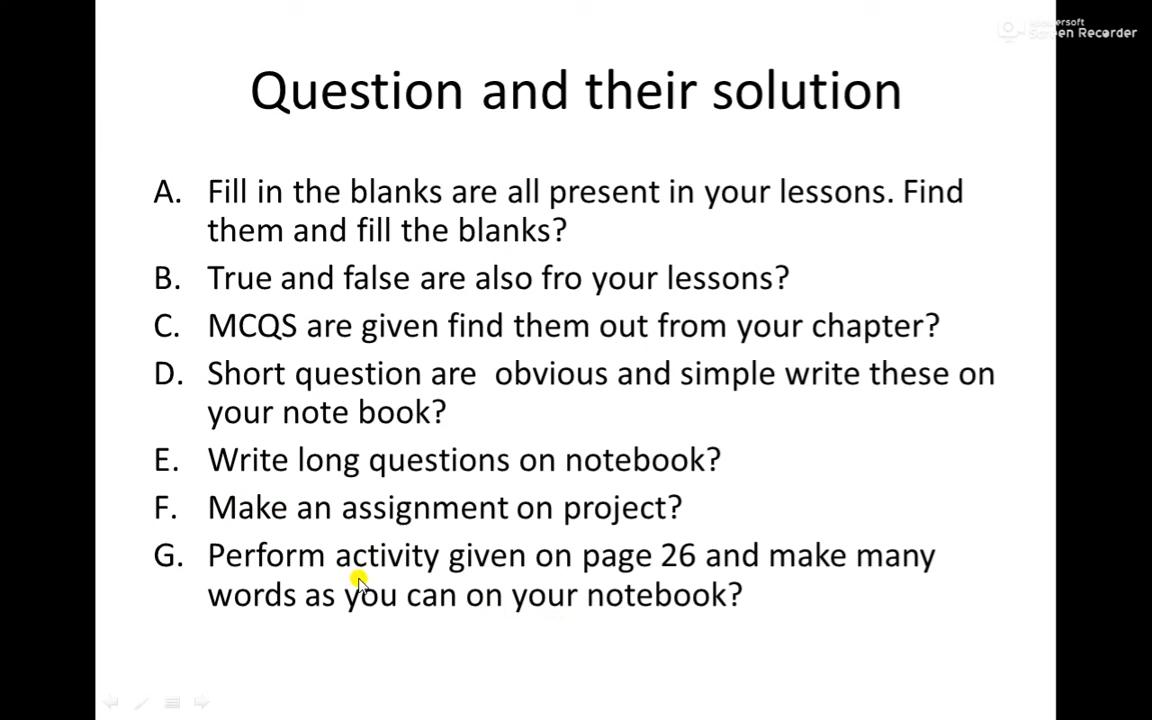 Screen Recorder
Question and their solution
A. Fill in the blanks are all present in your lessons. Find
them and fill the blanks?
B. True and false are also fro your lessons?
C. MCQS are given find them out from your chapter?
D. Short question are obvious and simple write these on
your note book?
E. Write long questions on notebook?
F. Make an assignment on project?
G. Perform activity given on page 26 and make many
words as you can on your notebook?